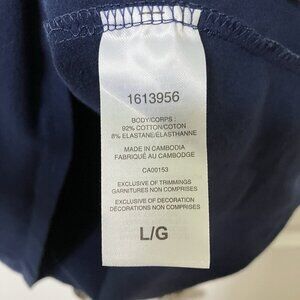 1613956
BODY/CORPS:
92% COTTON/COTON
8% ELASTANE/ELASTHANNE
MADE IN CAMBODIA
FABRIQUÉ AU CAMBODGE
CA00153
EXCLUSIVE OF TRIMMINGS
GARNITURES NON COMPRISES
EXCLUSIVE OF DECORATION
DÉCORATIONS NON COMPRISES
L/G